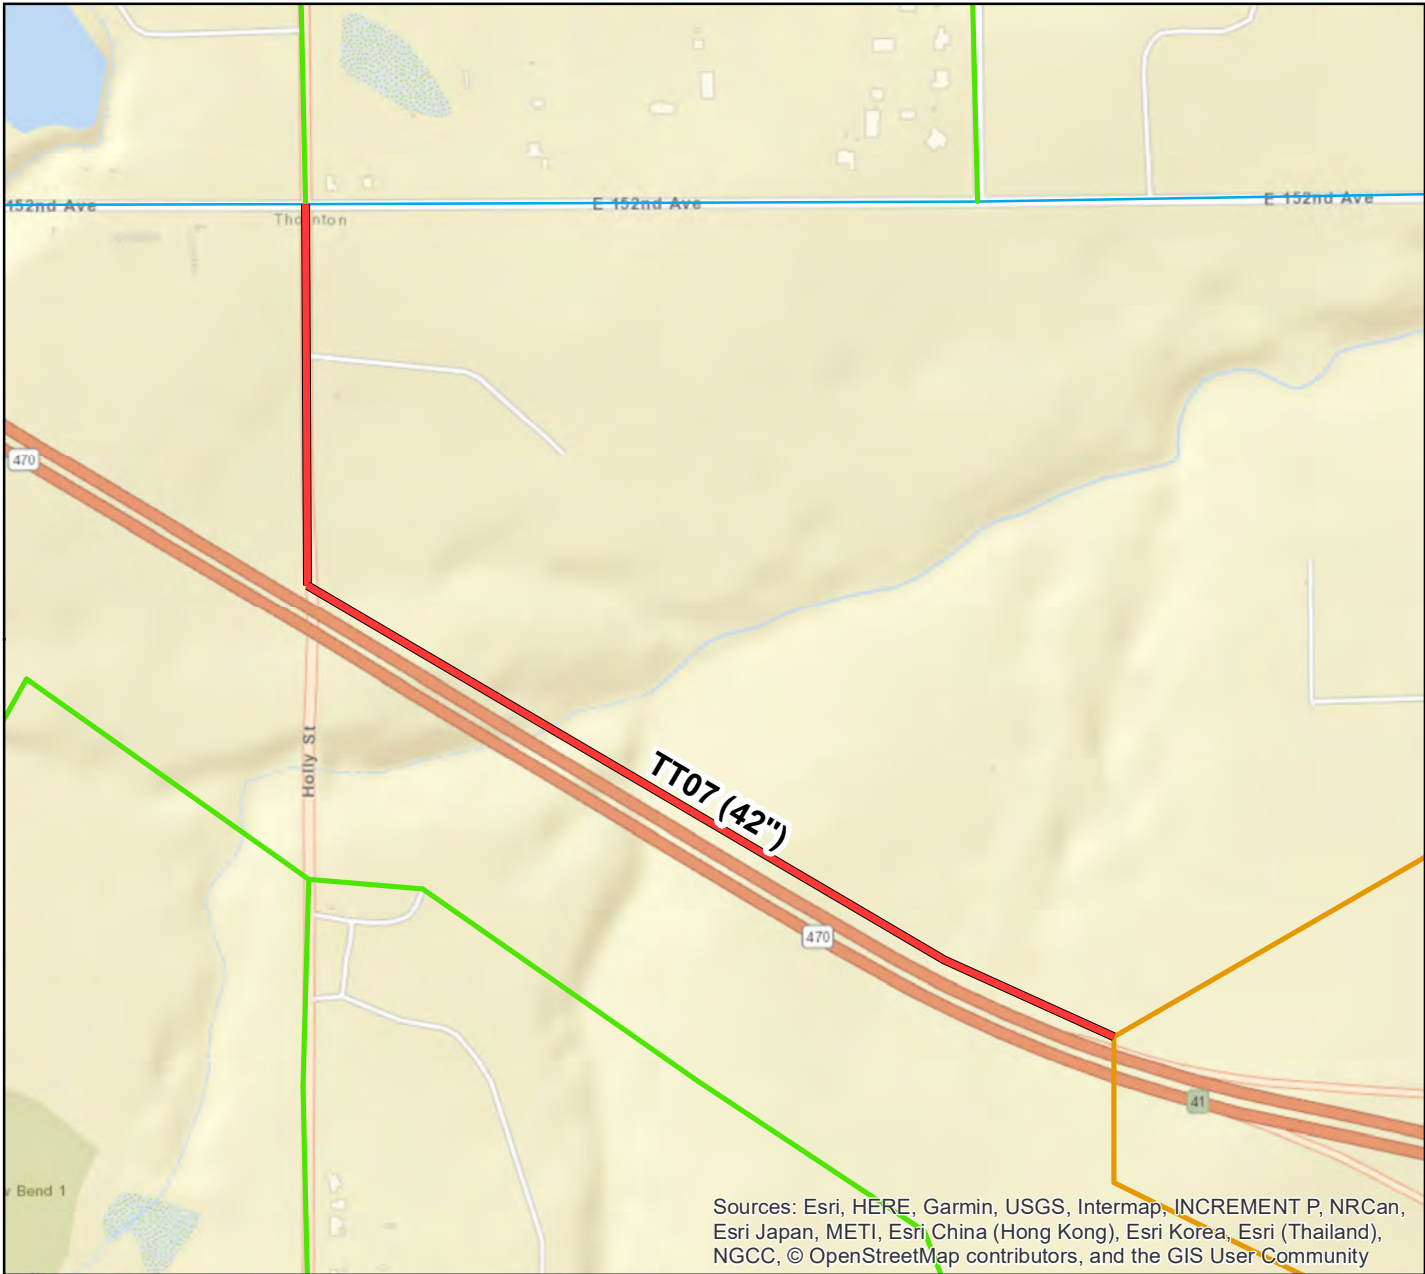 152nd Ave
E 152nd Ave
E 152nd Ave
Thornton
470
Holly St
TT07 (42")
470
41
w Bend 1
Sources: Esri, HERE, Garmin, USGS, Intermap, INCREMENT P, NRCan,
Esri Japan, METI, Esri China (Hong Kong), Esri Korea, Esri (Thailand),
NGCC, © OpenStreetMap contributors, and the GIS User Community